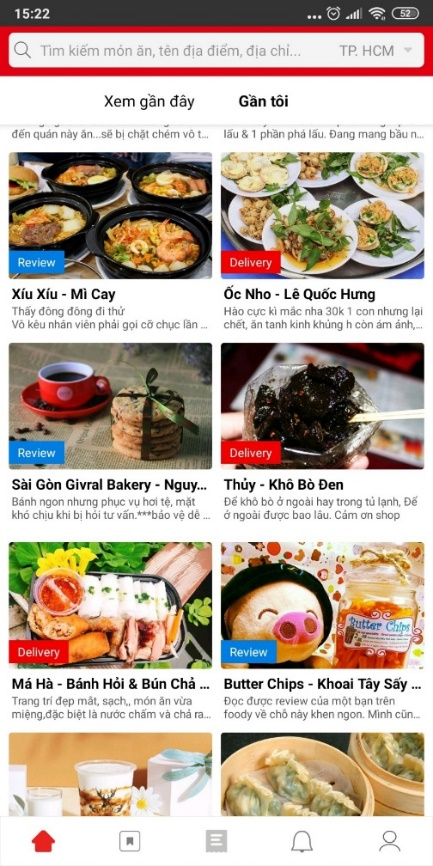 15:22
52
Tìm kiếm món ăn, tên địa điểm, địa chỉ... TP. HCM
Xem gần đây Gần tôi
đến quán này ăn...sẽ bị chặt chém vô t...
lẩu & 1 phần phá lấu. Đang mang bầu n...
Review
Xíu Xíu - Mì Cay
Thấy đông đông đi thử
Vô kêu nhân viên phải gọi cỡ chục lần ...
Delivery
Ốc Nho - Lê Quốc Hưng
Hào cực kì mắc nha 30k 1 con nhưng lại
chết, ăn tanh kinh khủng h còn ám ảnh,...
Review
Sài Gòn Givral Bakery - Nguy...
Bánh ngon nhưng phục vụ hơi tệ, mặt
khó chịu khi bị hỏi tư vấn.***bảo vệ dễ ...
Delivery
Thủy - Khô Bò Đen
Để khô bò ở ngoài hay trong tủ lạnh, Để
ở ngoài được bao lâu. Cảm ơn shop
Delivery
Má Hà - Bánh Hỏi & Bún Chả ...
Trang trí đẹp mắt, sạch,, món ăn vừa
miệng,đặc biệt là nước chấm và chả ra...
Butter Chips
Review
Butter Chips - Khoai Tây Sấy ...
Đọc được review của một bạn trên
foody về chỗ này khen ngon. Mình cũn...